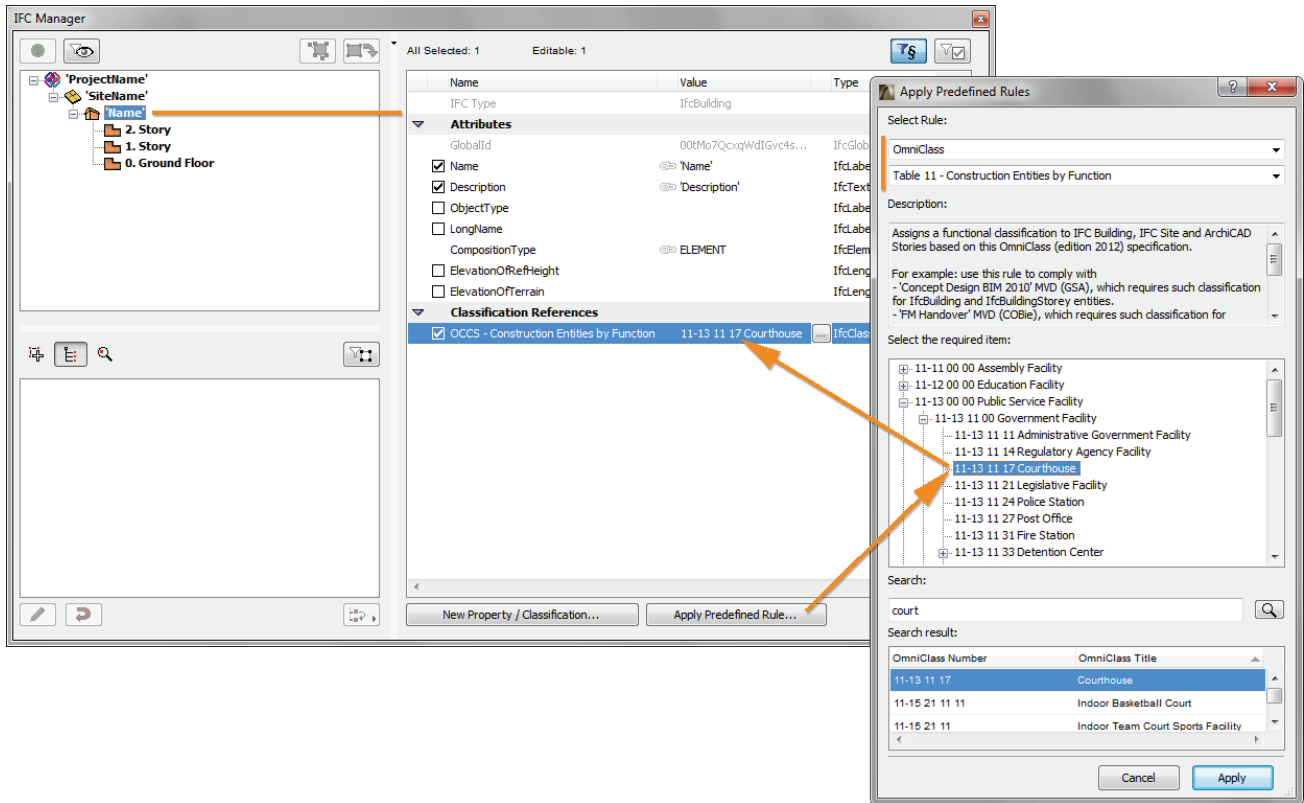 IFC Manager
All Selected: 1 Editable: 1
'ProjectName'
'SiteName'
'Name'
2. Story
1. Story
0. Ground Floor
Name Value Type
IFC Type IfcBuilding
Attributes
GlobalId 00tMo7QcxqWdIGvc4s... IfcGlob
Name 'Name' IfcLabe
Description 'Description' IfcText
ObjectType IfcLabe
LongName IfcLabe
CompositionType ELEMENT IfcElem
ElevationOfRefHeight IfcLeng
ElevationOfTerrain IfcLeng
Classification References
OCCS - Construction Entities by Function 11-13 11 17 Courthouse ... IfcClas
New Property / Classification... Apply Predefined Rule...
Apply Predefined Rules
Select Rule:
OmniClass
Table 11 - Construction Entities by Function
Description:
Assigns a functional classification to IFC Building, IFC Site and ArchiCAD
Stories based on this OmniClass (edition 2012) specification.
For example: use this rule to comply with
- 'Concept Design BIM 2010' MVD (GSA), which requires such classification
for IfcBuilding and IfcBuildingStorey entities.
- 'FM Handover' MVD (COBie), which requires such classification for
Select the required item:
11-11 00 00 Assembly Facility
11-12 00 00 Education Facility
11-13 00 00 Public Service Facility
11-13 11 00 Government Facility
11-13 11 11 Administrative Government Facility
11-13 11 14 Regulatory Agency Facility
11-13 11 17 Courthouse
11-13 11 21 Legislative Facility
11-13 11 24 Police Station
11-13 11 27 Post Office
11-13 11 31 Fire Station
11-13 11 33 Detention Center
Search:
court
Search result:
OmniClass Number OmniClass Title
11-13 11 17 Courthouse
11-15 21 11 11 Indoor Basketball Court
11-15 21 11 Indoor Team Court Sports Facility
Cancel Apply